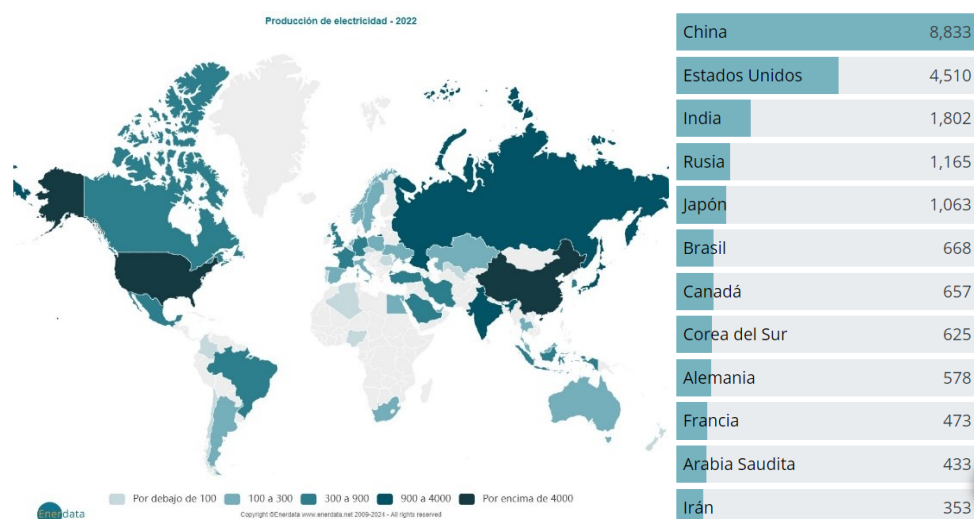 Producción de electricidad - 2022
China 8,833
Estados Unidos 4,510
India 1,802
Rusia 1,165
Japón 1,063
Brasil 668
Canadá 657
Corea del Sur 625
Alemania 578
Francia 473
Arabia Saudita 433
Irán 353
Por debajo de 100 100 a 300 300 a 900 900 a 4000 Por encima de 4000
Enerdata
Copyright ©Enerdata www.enerdata.net 2009-2024 - All rights reserved